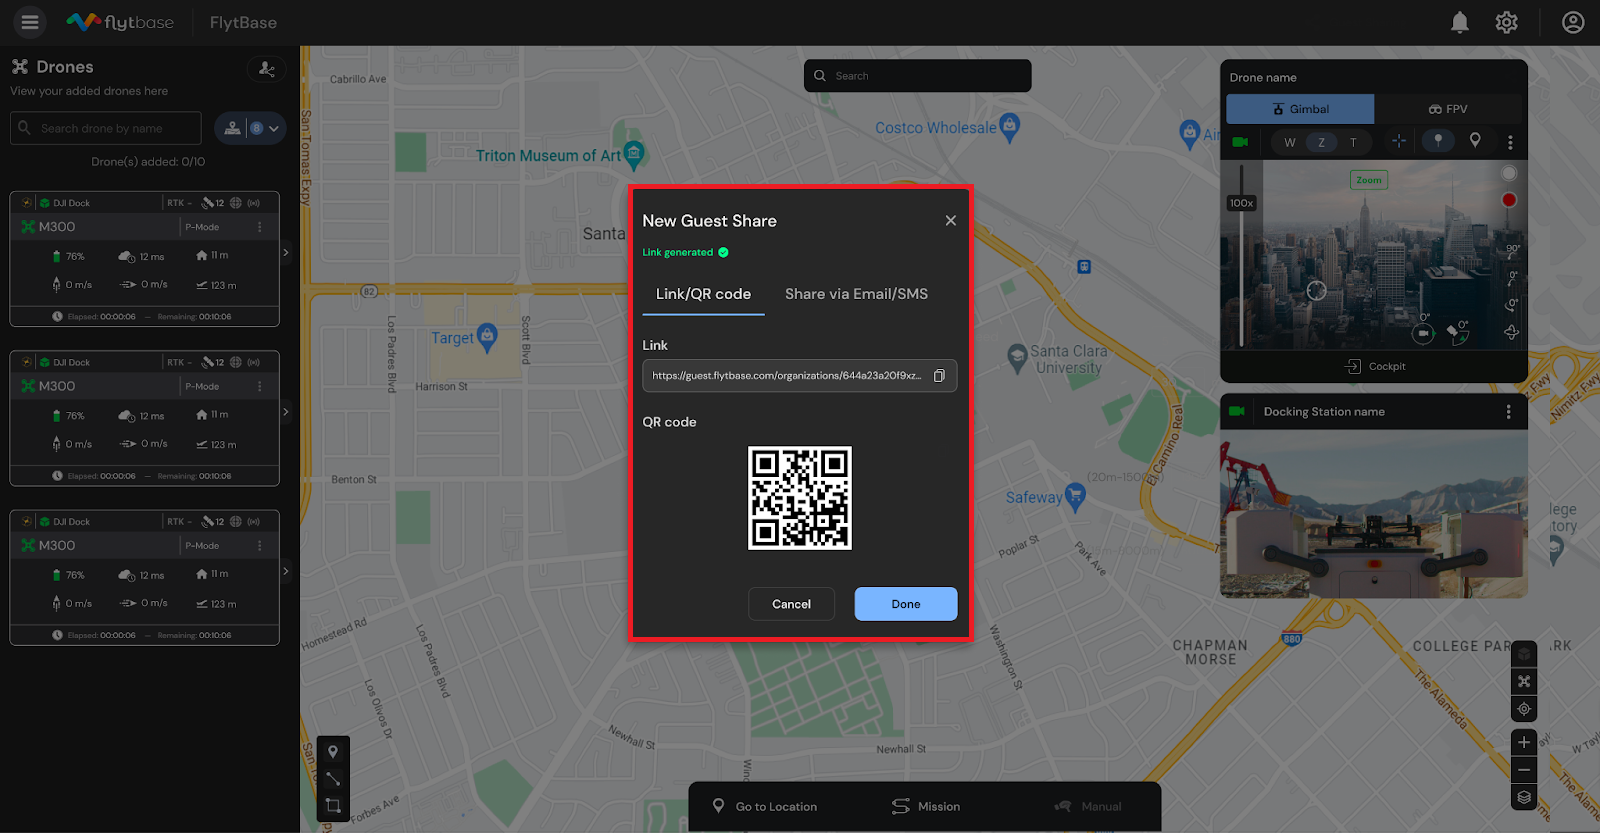 flytbase
FlytBase
Drones
View your added drones here
Search drone by name
8
Drone(s) added: 0/10
DJI Dock
RTK -
12
M300
P-Mode
76%
12 ms
11 m
0 m/s
0 m/s
123 m
Elapsed: 00:00:06 — Remaining: 00:10:06
DJI Dock
RTK -
12
M300
P-Mode
76%
12 ms
11 m
0 m/s
0 m/s
123 m
Elapsed: 00:00:06 — Remaining: 00:10:06
DJI Dock
RTK -
12
M300
P-Mode
76%
12 ms
11 m
0 m/s
0 m/s
123 m
Elapsed: 00:00:06 — Remaining: 00:10:06
Search
Cabrillo Ave
San Tomas Expy
Costco Wholesale
Triton Museum of Art
Santa
82
Los Padres Blvd
Target
Scott Blvd
Harrison St
Benton St
Santa Clara
University
El Camino Real
(20m-1500m)
Safeway
Poplar St
Park Ave
Homestead Rd
Los Padres Blvd
Los Olivos Dr
Washington St
Newhall St
Newhall St
Forbes Ave
CHAPMAN
MORSE
880
COLLEGE PARK
The Alameda
Nimitz Fwy
Fwy
W Tay
New Guest Share
Link generated
Link/QR code
Share via Email/SMS
Link
https://guest.flytbase.com/organizations/644a23a20f9xz...
QR code
Cancel
Done
Drone name
Gimbal
FPV
W
Z
T
Zoom
100x
90°
0°
0°
0°
0°
Cockpit
Docking Station name
Go to Location
Mission
Manual